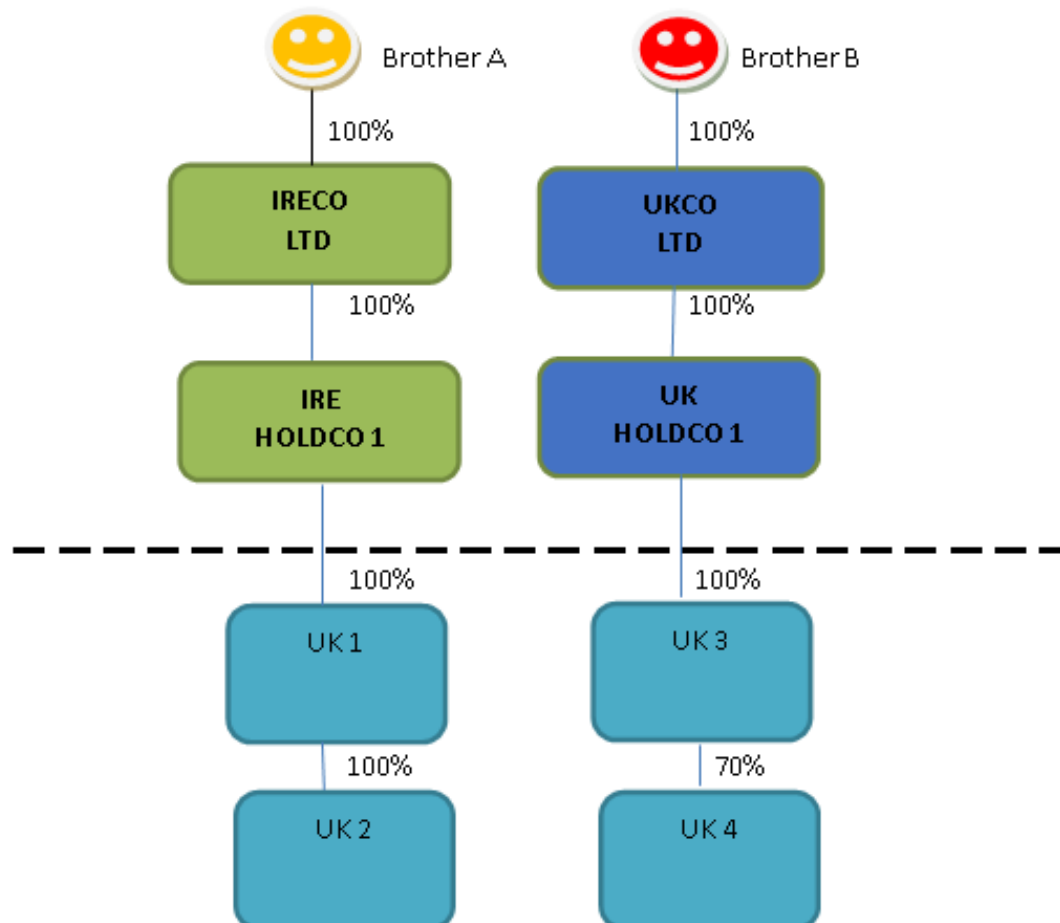 Brother A
Brother B
100%
100%
IRECO
LTD
UKCO
LTD
100%
100%
IRE
HOLDCO 1
UK
HOLDCO 1
100%
100%
UK 1
UK 3
100%
70%
UK 2
UK 4